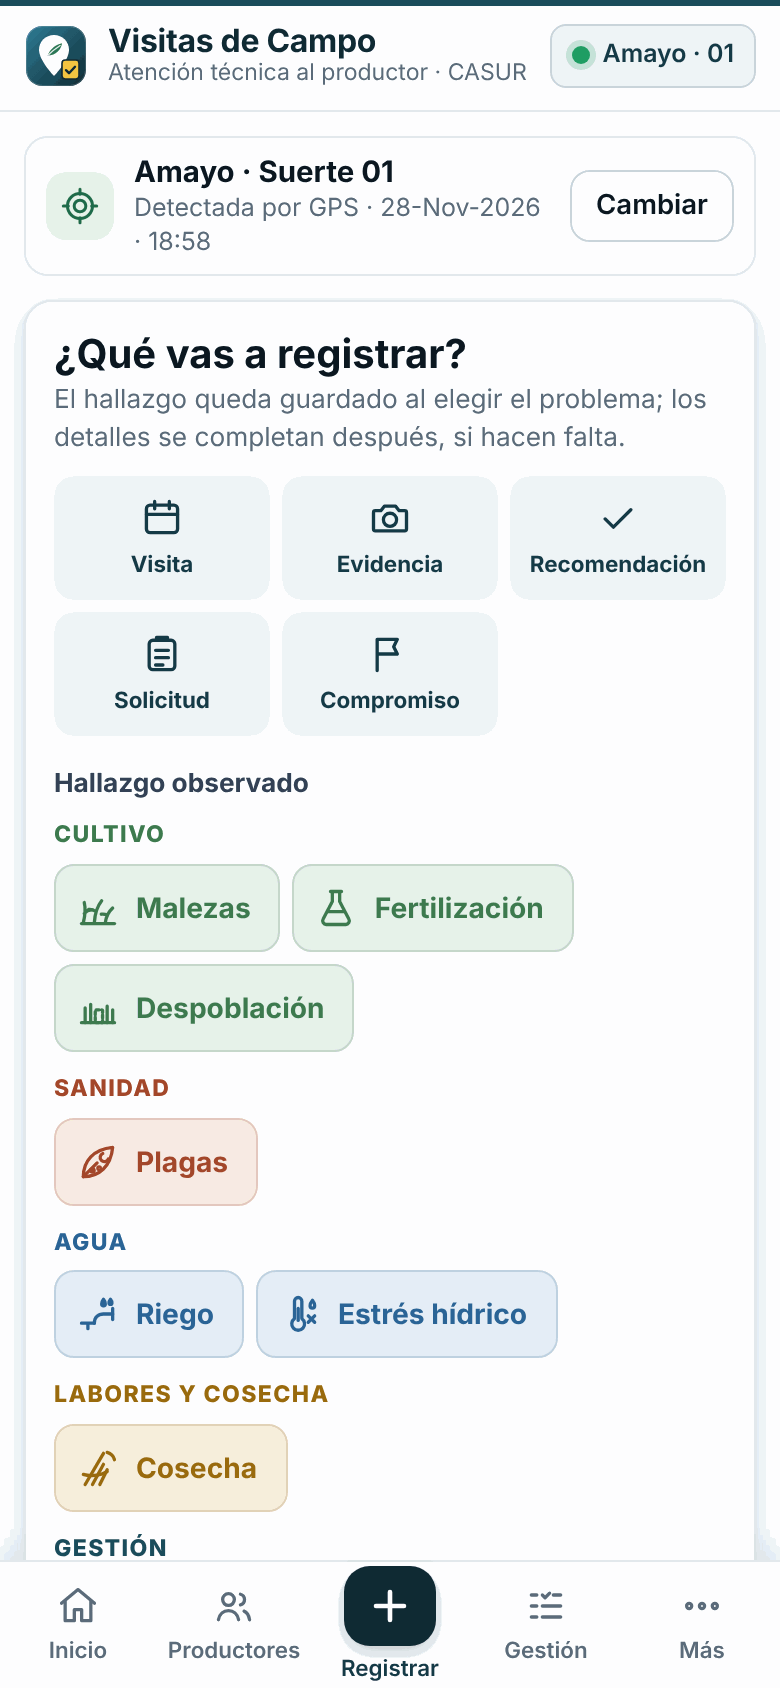 Visitas de Campo
Atención técnica al productor · CASUR
Amayo · 01
Amayo · Suerte 01
Detectada por GPS · 28-Nov-2026
· 18:58
Cambiar
¿Qué vas a registrar?
El hallazgo queda guardado al elegir el problema; los
detalles se completan después, si hacen falta.
Visita
Evidencia
Recomendación
Solicitud
Compromiso
Hallazgo observado
CULTIVO
Malezas
Fertilización
Despoblación
SANIDAD
Plagas
AGUA
Riego
Estrés hídrico
LABORES Y COSECHA
Cosecha
GESTIÓN
Inicio
Productores
Registrar
Gestión
Más